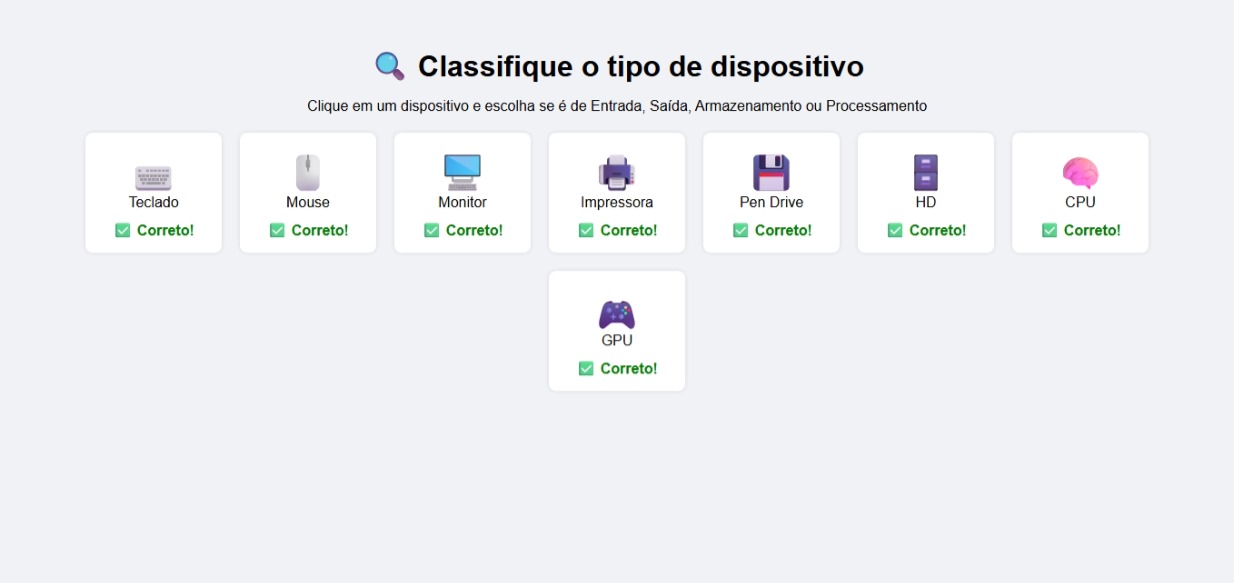 Classifique o tipo de dispositivo
Clique em um dispositivo e escolha se é de Entrada, Saída, Armazenamento ou Processamento
Teclado
Correto!
Mouse
Correto!
Monitor
Correto!
Impressora
Correto!
Pen Drive
Correto!
HD
Correto!
CPU
Correto!
GPU
Correto!